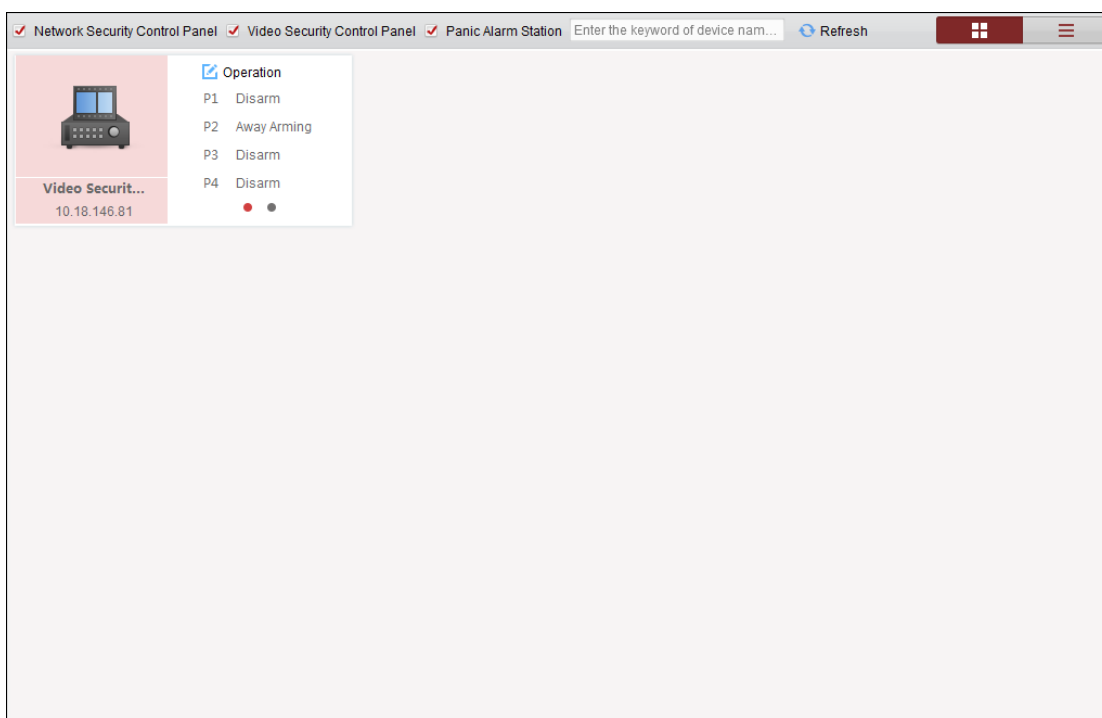 Network Security Control Panel Video Security Control Panel Panic Alarm Station Enter the keyword of device nam... Refresh
Operation
P1 Disarm
P2 Away Arming
P3 Disarm
P4 Disarm
Video Securit...
10.18.146.81